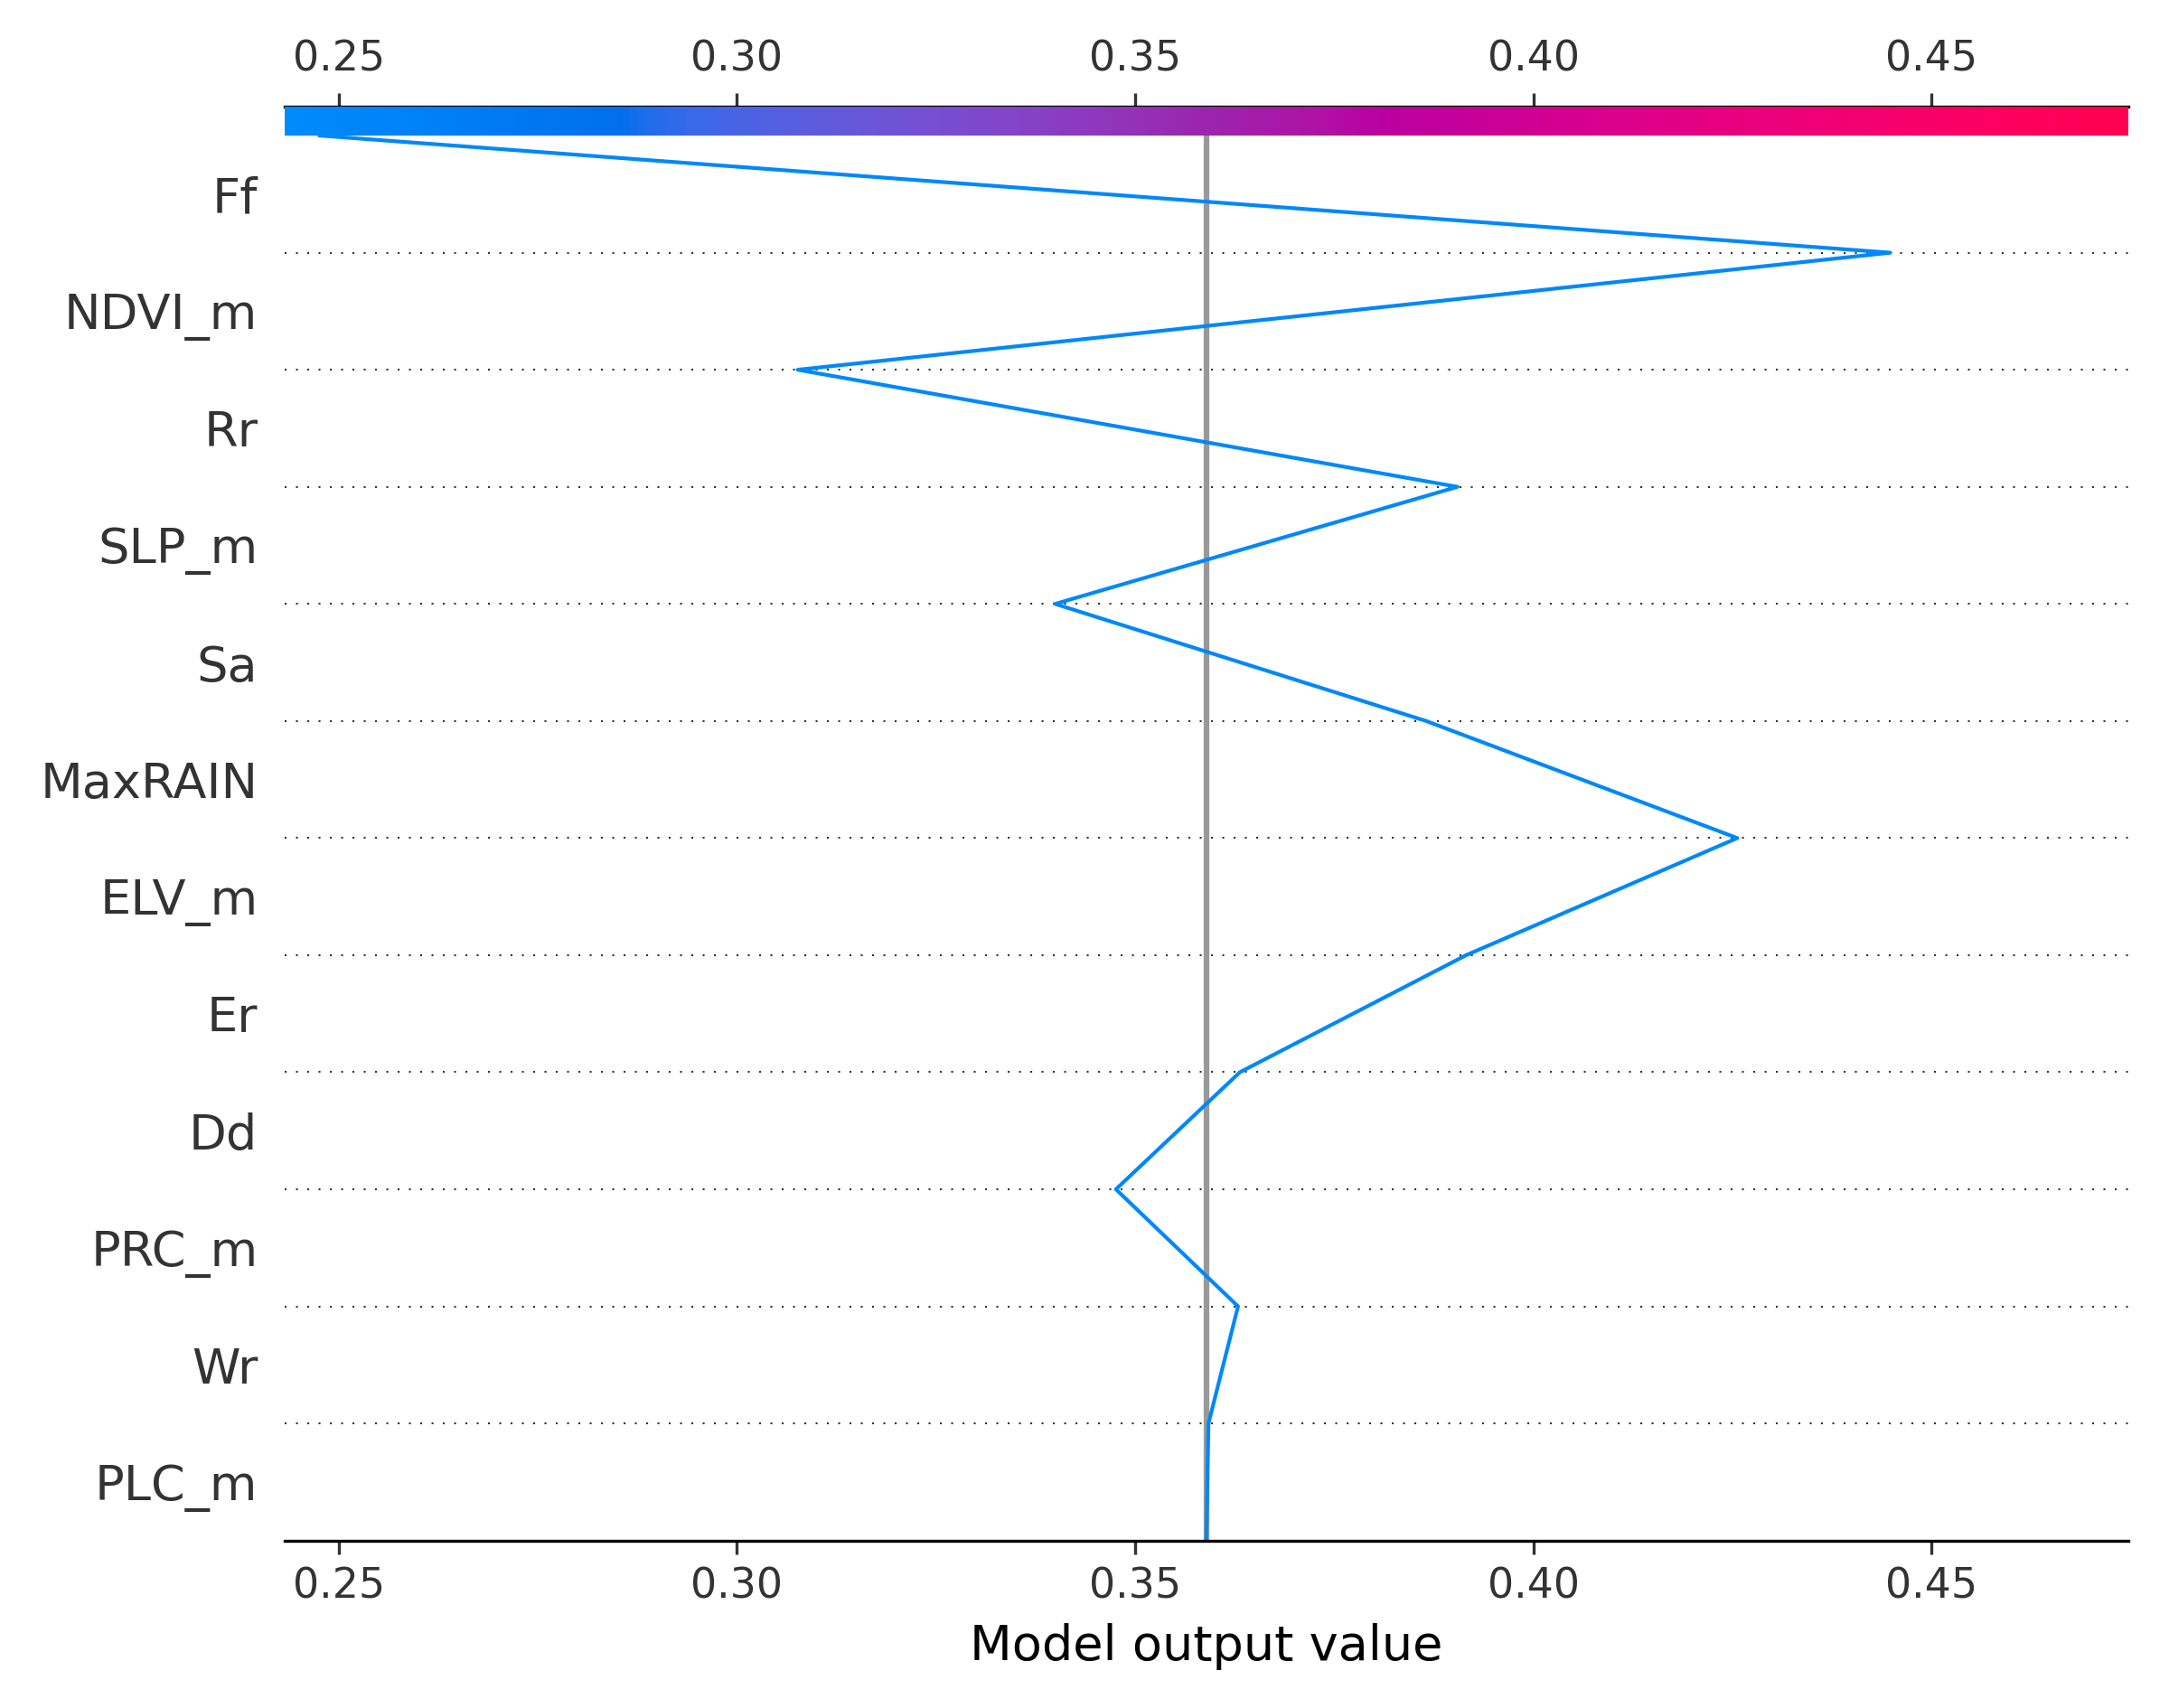 0.25 0.30 0.35 0.40 0.45
Ff
NDVI_m
Rr
SLP_m
Sa
MaxRAIN
ELV_m
Er
Dd
PRC_m
Wr
PLC_m
0.25 0.30 0.35 0.40 0.45
Model output value